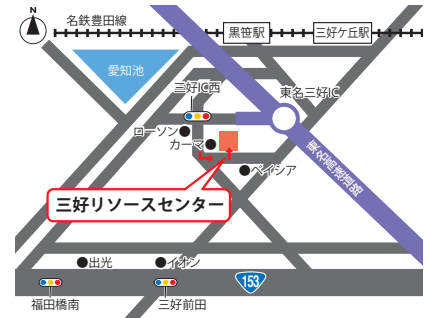 N
名鉄豊田線
黒笹駅
三好ケ丘駅
愛知池
三好IC西
東名三好IC
ローソン
カーマ
ベイシア
東名高速道路
三好リソースセンター
出光
イオン
153
福田橋南
三好前田